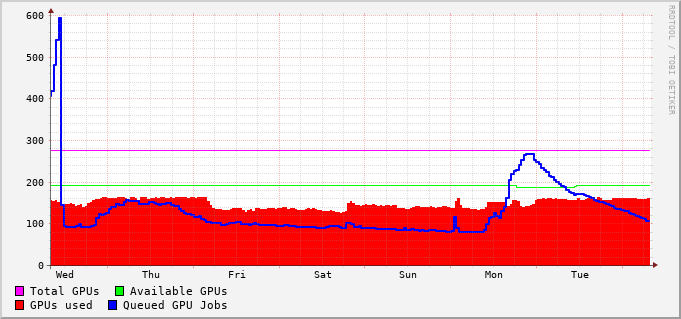 600
500
400
300
200
100
0
Wed Thu Fri Sat Sun Mon Tue
Total GPUs Available GPUs
GPUs used Queued GPU Jobs
RRDTOOL / TOBI OETIKER